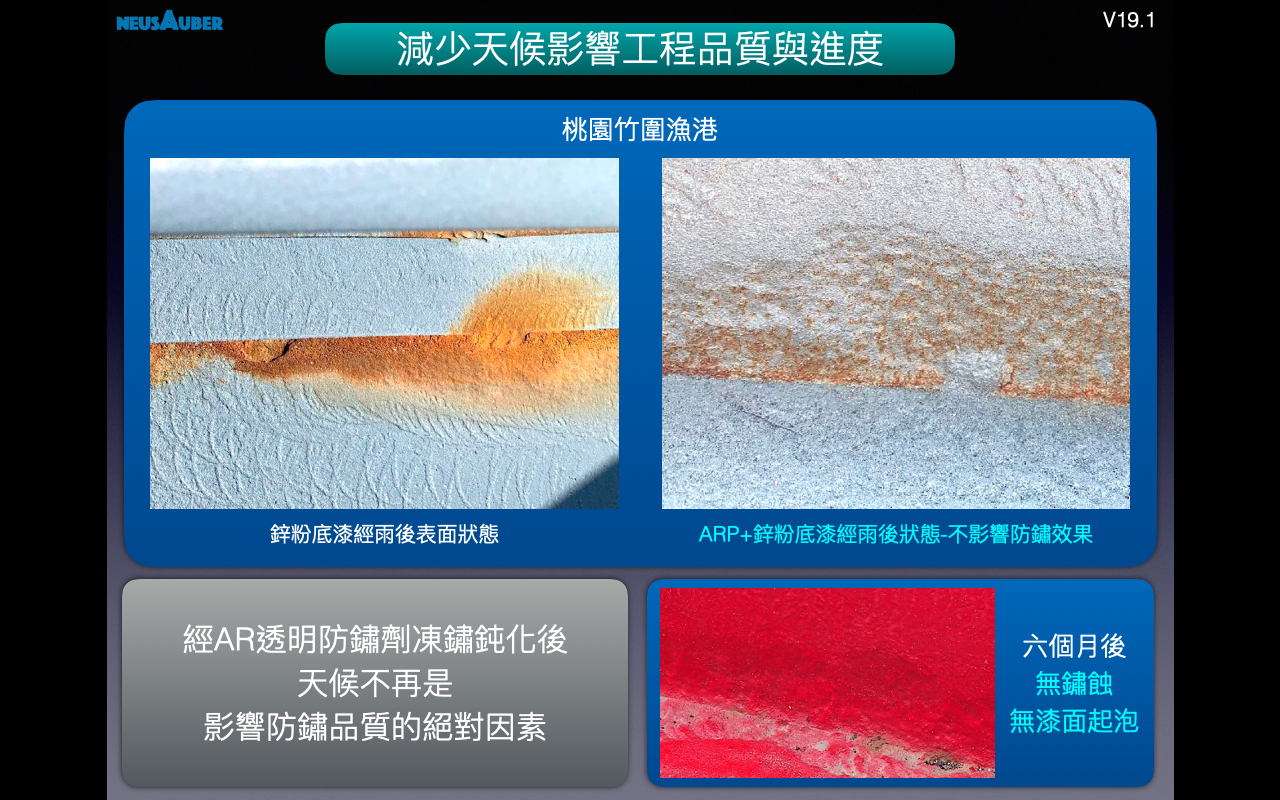 NEUSAUBER
V19.1
減少天候影響工程品質與進度
桃園竹圍漁港
鋅粉底漆經雨後表面狀態
ARP+鋅粉底漆經雨後狀態-不影響防鏽效果
經AR透明防鏽劑凍鏽鈍化後
天候不再是
影響防鏽品質的絕對因素
六個月後
無鏽蝕
無漆面起泡